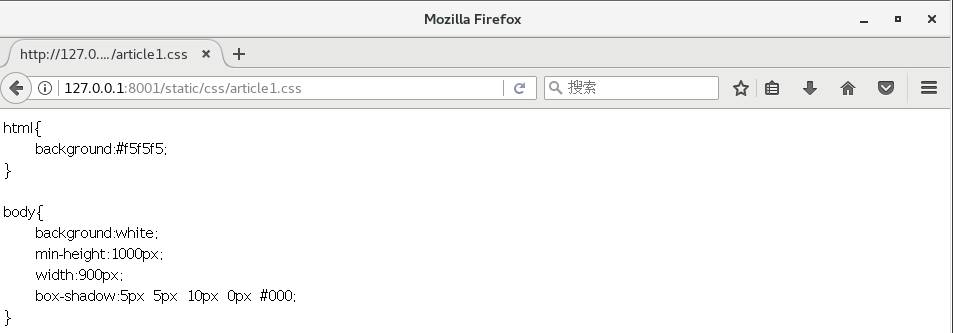 Mozilla Firefox
http://127.0.... /article1.css
127.0.0.1:8001/static/css/article1.css
搜索
html{
background:#f5f5f5;
}
body{
background:white;
min-height:1000px;
width:900px;
box-shadow:5px 5px 10px 0px #000;
}